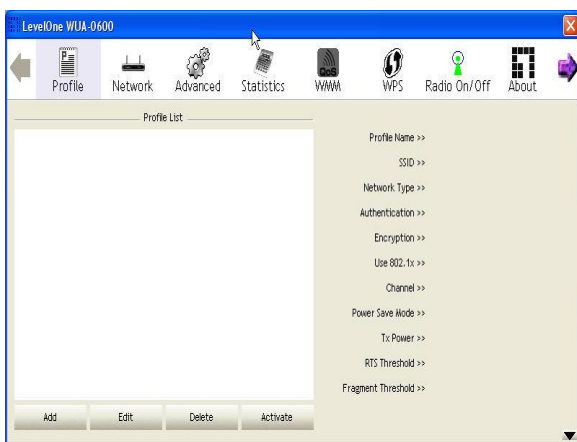 LevelOne WUA-0600
Profile Network Advanced Statistics QoS WMM WPS Radio On/Off About
Profile List
Profile Name >>
SSID >>
Network Type >>
Authentication >>
Encryption >>
Use 802.1x >>
Channel >>
Power Save Mode >>
Tx Power >>
RTS Threshold >>
Fragment Threshold >>
Add Edit Delete Activate